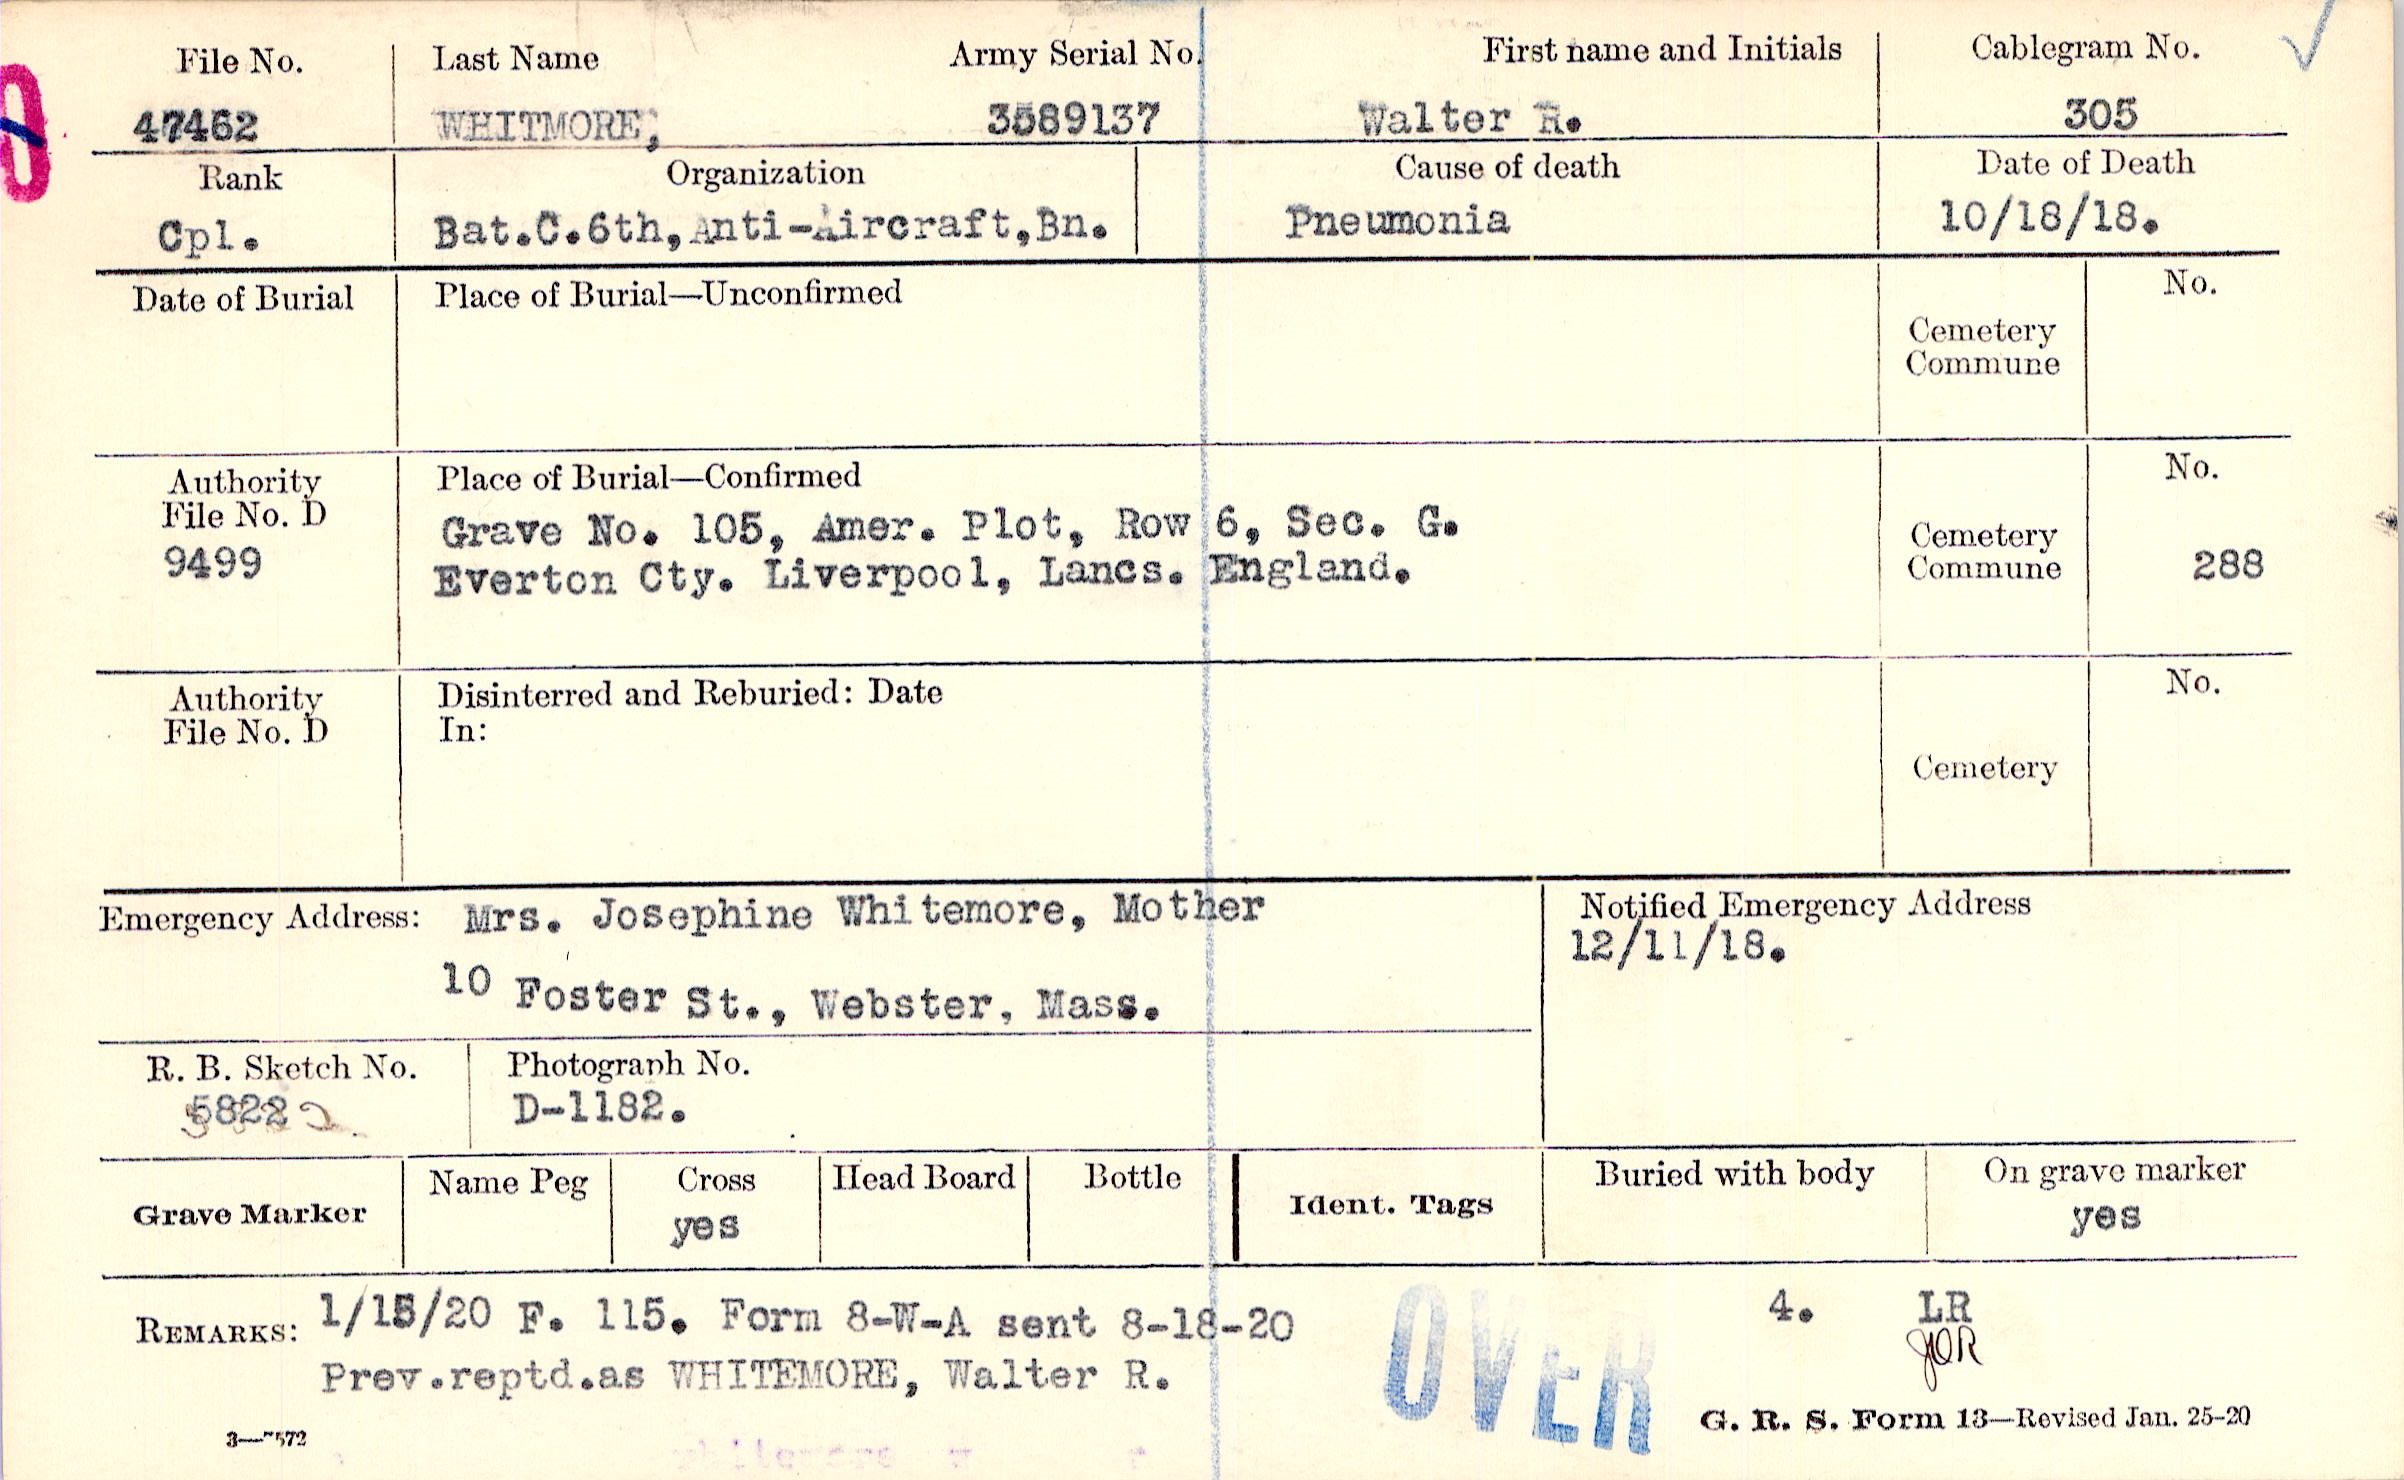 File No. Last Name Army Serial No. First name and Initials Cablegram No.
47462 WHITMORE, 3589137 Walter R. 305
Rank Organization Cause of death Date of Death
Cpl. Bat.C.6th,Anti-Aircraft,Bn. Pneumonia 10/18/18.
Date of Burial Place of Burial—Unconfirmed No.
Cemetery
Commune
Authority Place of Burial—Confirmed No.
File No. D
9499
Grave No. 105, Amer. Plot, Row 6, Sec. G.
Everton Cty. Liverpool, Lancs. England.
Cemetery
Commune 288
Authority Disinterred and Reburied: Date No.
File No. D In:
Cemetery
Emergency Address: Mrs. Josephine Whitemore, Mother
10 Foster St., Webster, Mass.
Notified Emergency Address
12/11/18.
R. B. Sketch No. Photograph No.
5822 D-1182.
Grave Marker Name Peg Cross Head Board Bottle Ident. Tags Buried with body On grave marker
yes yes
REMARKS: 1/15/20 F. 115. Form 8-W-A sent 8-18-20 4. LR
JOR
Prev.reptd.as WHITEMORE, Walter R.
OVER
G. R. S. Form 13—Revised Jan. 25-20